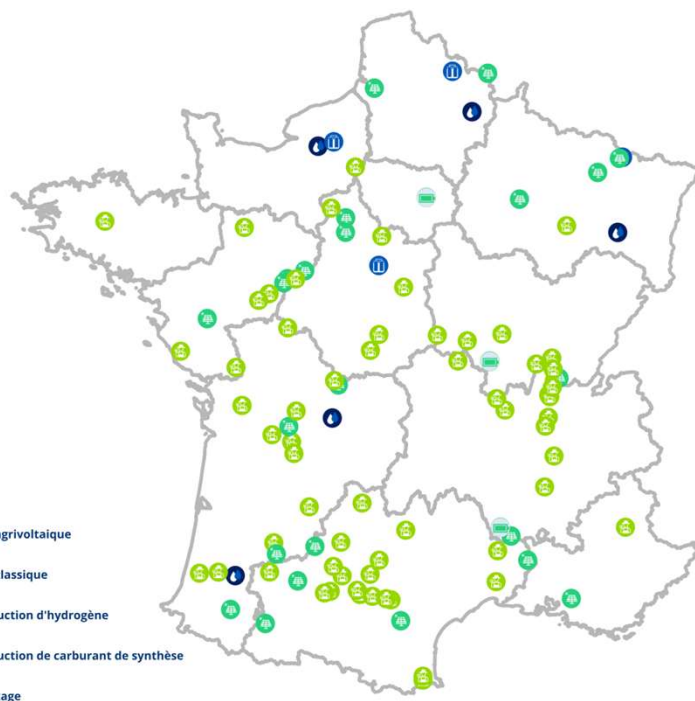 grivoltaique
lassique
uction d'hydrogène
uction de carburant de synthèse
age